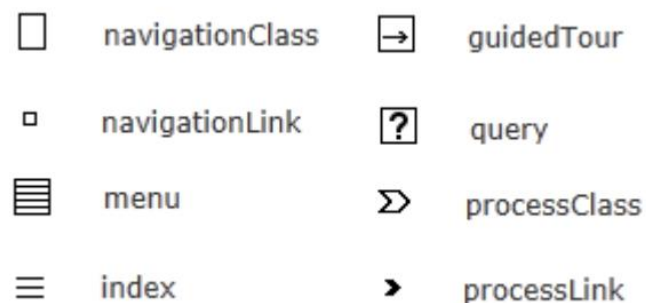 navigationClass
guidedTour
navigationLink
query
menu
processClass
index
processLink